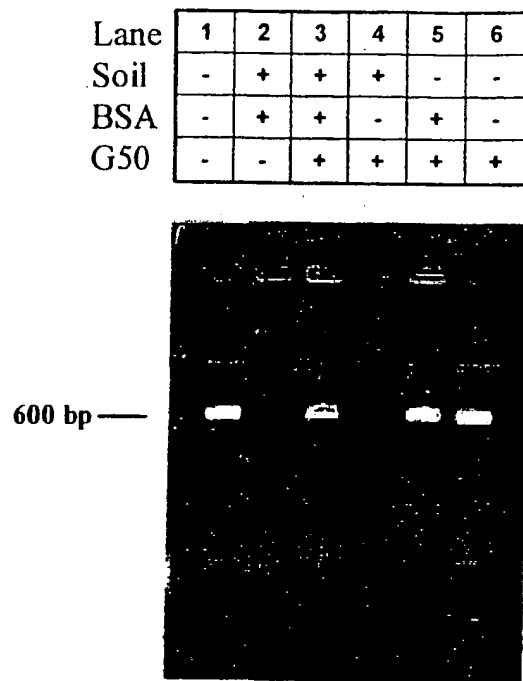 Lane 1 2 3 4 5 6
Soil - + + + - -
BSA - + + - + -
G50 - - + + + +
600 bp